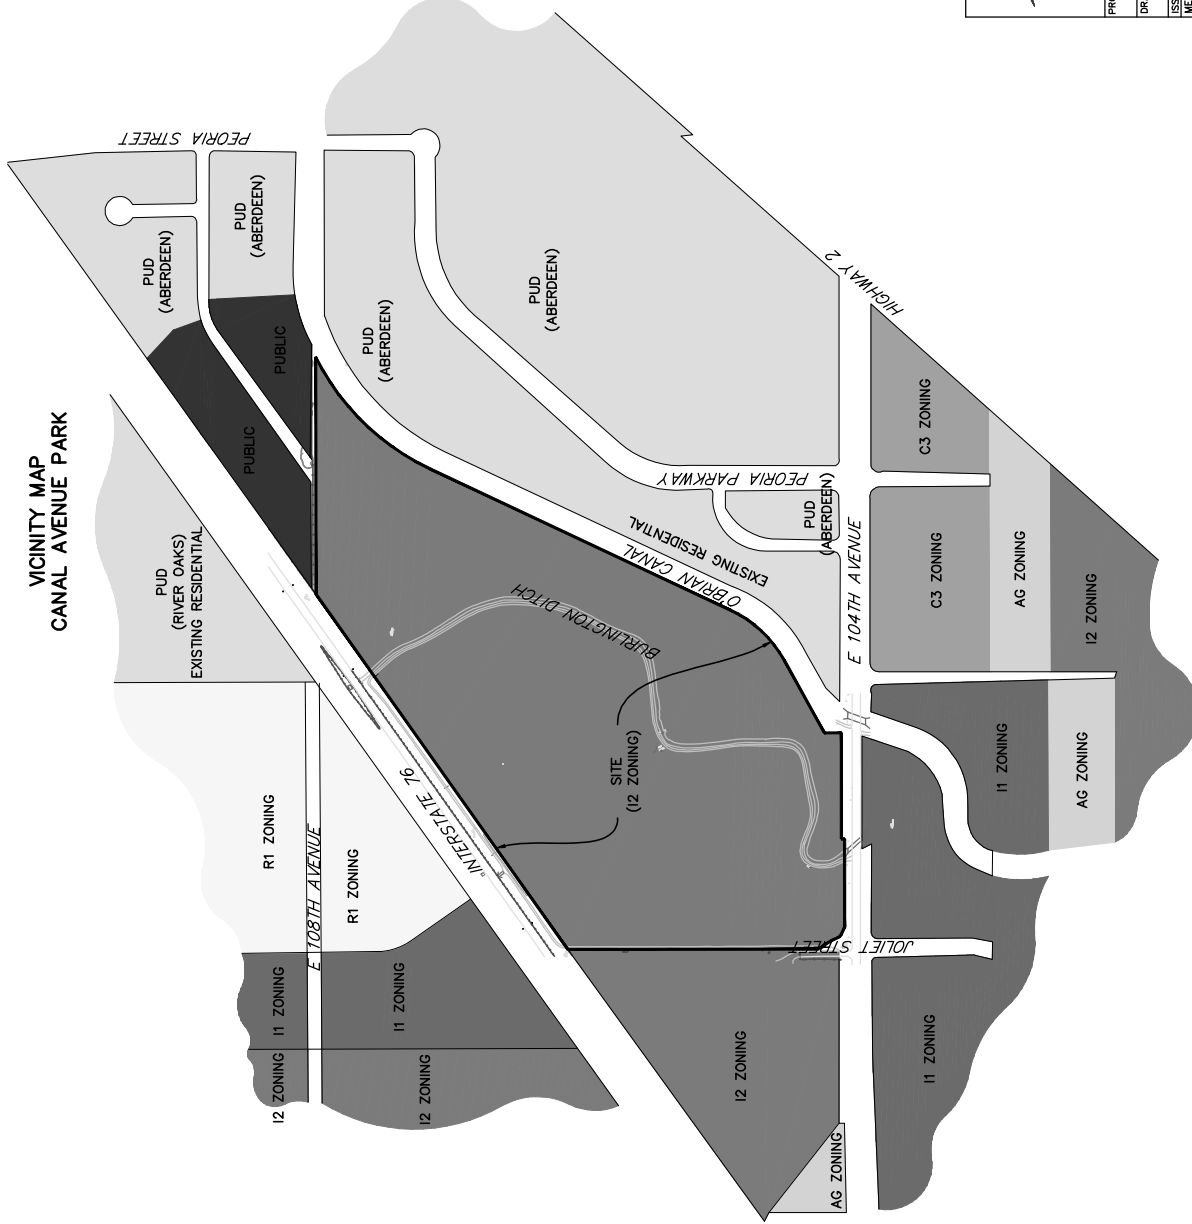 VICINITY MAP
CANAL AVENUE PARK
PEORIA STREET
PUD
(ABERDEEN)
PUD
(ABERDEEN)
PUBLIC
PUBLIC
PUD
(ABERDEEN)
PUD
(ABERDEEN)
HIGHWAY 2
PUD
(RIVER OAKS)
EXISTING RESIDENTIAL
C3 ZONING
PEORIA PARKWAY
PUD
(ABERDEEN)
EXISTING RESIDENTIAL
O'BRIAN CANAL
BURLINGTON DITCH
E 104TH AVENUE
C3 ZONING
AG ZONING
I2 ZONING
SITE
(I2 ZONING)
INTERSTATE 76
R1 ZONING
E 108TH AVENUE
R1 ZONING
I1 ZONING
AG ZONING
JOLIET STREET
I1 ZONING
I1 ZONING
I2 ZONING
I2 ZONING
I2 ZONING
I1 ZONING
AG ZONING
DR
ISS
ME